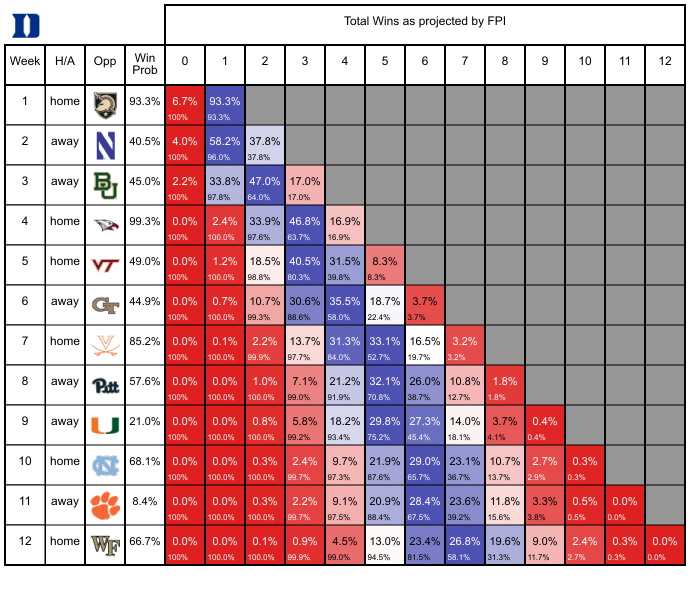 D
Total Wins as projected by FPI
Week H/A Opp Win Prob 0 1 2 3 4 5 6 7 8 9 10 11 12
1 home 93.3% 6.7% 93.3%
100% 93.3%
2 away N 40.5% 4.0% 58.2% 37.8%
100% 96.0% 37.8%
3 away BU 45.0% 2.2% 33.8% 47.0% 17.0%
100% 97.8% 64.0% 17.0%
4 home 99.3% 0.0% 2.4% 33.9% 46.8% 16.9%
100% 100.0% 97.6% 63.7% 16.9%
5 home VT 49.0% 0.0% 1.2% 18.5% 40.5% 31.5% 8.3%
100% 100.0% 98.8% 80.3% 39.8% 8.3%
6 away GT 44.9% 0.0% 0.7% 10.7% 30.6% 35.5% 18.7% 3.7%
100% 100.0% 99.3% 88.6% 58.0% 22.4% 3.7%
7 home V 85.2% 0.0% 0.1% 2.2% 13.7% 31.3% 33.1% 16.5% 3.2%
100% 100.0% 99.9% 97.7% 84.0% 52.7% 19.7% 3.2%
8 away Pitt 57.6% 0.0% 0.0% 1.0% 7.1% 21.2% 32.1% 26.0% 10.8% 1.8%
100% 100.0% 100.0% 99.0% 91.9% 70.8% 38.7% 12.7% 1.8%
9 away U 21.0% 0.0% 0.0% 0.8% 5.8% 18.2% 29.8% 27.3% 14.0% 3.7% 0.4%
100% 100.0% 100.0% 99.2% 93.4% 75.2% 45.4% 18.1% 4.1% 0.4%
10 home NC 68.1% 0.0% 0.0% 0.3% 2.4% 9.7% 21.9% 29.0% 23.1% 10.7% 2.7% 0.3%
100% 100.0% 100.0% 99.7% 97.3% 87.6% 65.7% 36.7% 13.7% 2.9% 0.3%
11 away 8.4% 0.0% 0.0% 0.3% 2.2% 9.1% 20.9% 28.4% 23.6% 11.8% 3.3% 0.5% 0.0%
100% 100.0% 100.0% 99.7% 97.5% 88.4% 67.5% 39.2% 15.6% 3.8% 0.5% 0.0%
12 home WF 66.7% 0.0% 0.0% 0.1% 0.9% 4.5% 13.0% 23.4% 26.8% 19.6% 9.0% 2.4% 0.3% 0.0%
100% 100.0% 100.0% 99.9% 99.0% 94.5% 81.5% 58.1% 31.3% 11.7% 2.7% 0.3% 0.0%